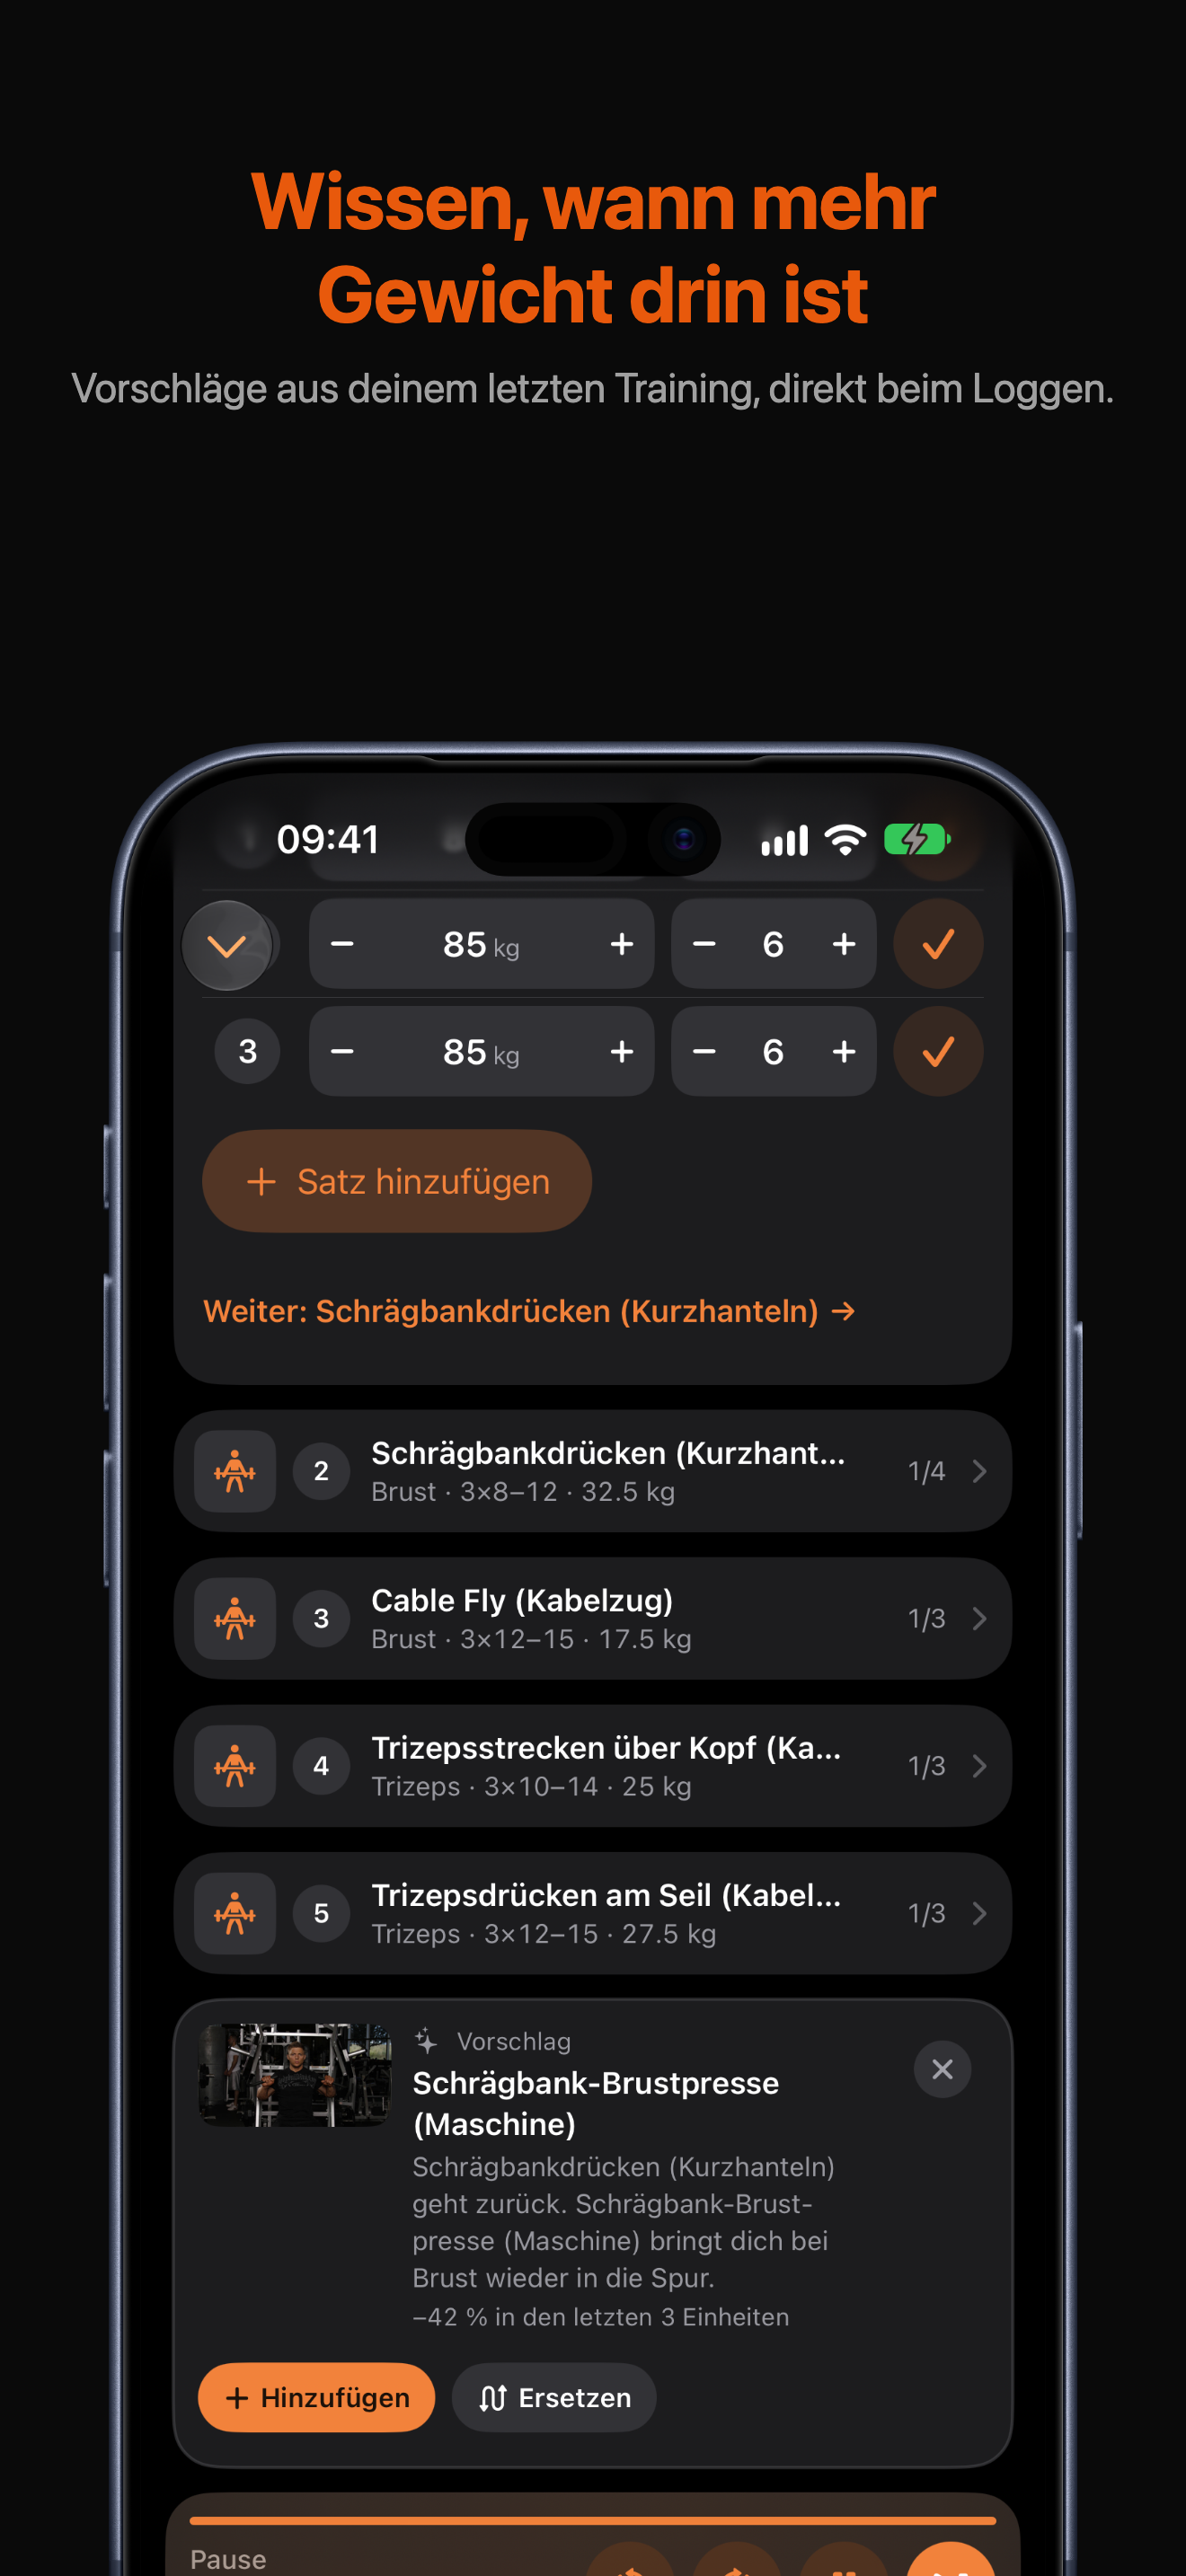 Wissen, wann mehr
Gewicht drin ist
Vorschläge aus deinem letzten Training, direkt beim Loggen.
09:41
− 85 kg + − 6 +
3 − 85 kg + − 6 +
+ Satz hinzufügen
Weiter: Schrägbankdrücken (Kurzhanteln) →
2 Schrägbankdrücken (Kurzhant... 1/4
Brust · 3×8–12 · 32.5 kg
3 Cable Fly (Kabelzug) 1/3
Brust · 3×12–15 · 17.5 kg
4 Trizepsstrecken über Kopf (Ka... 1/3
Trizeps · 3×10–14 · 25 kg
5 Trizepsdrücken am Seil (Kabel... 1/3
Trizeps · 3×12–15 · 27.5 kg
Vorschlag
Schrägbank-Brustpresse
(Maschine)
Schrägbankdrücken (Kurzhanteln)
geht zurück. Schrägbank-Brust-
presse (Maschine) bringt dich bei
Brust wieder in die Spur.
−42 % in den letzten 3 Einheiten
+ Hinzufügen Ersetzen
Pause